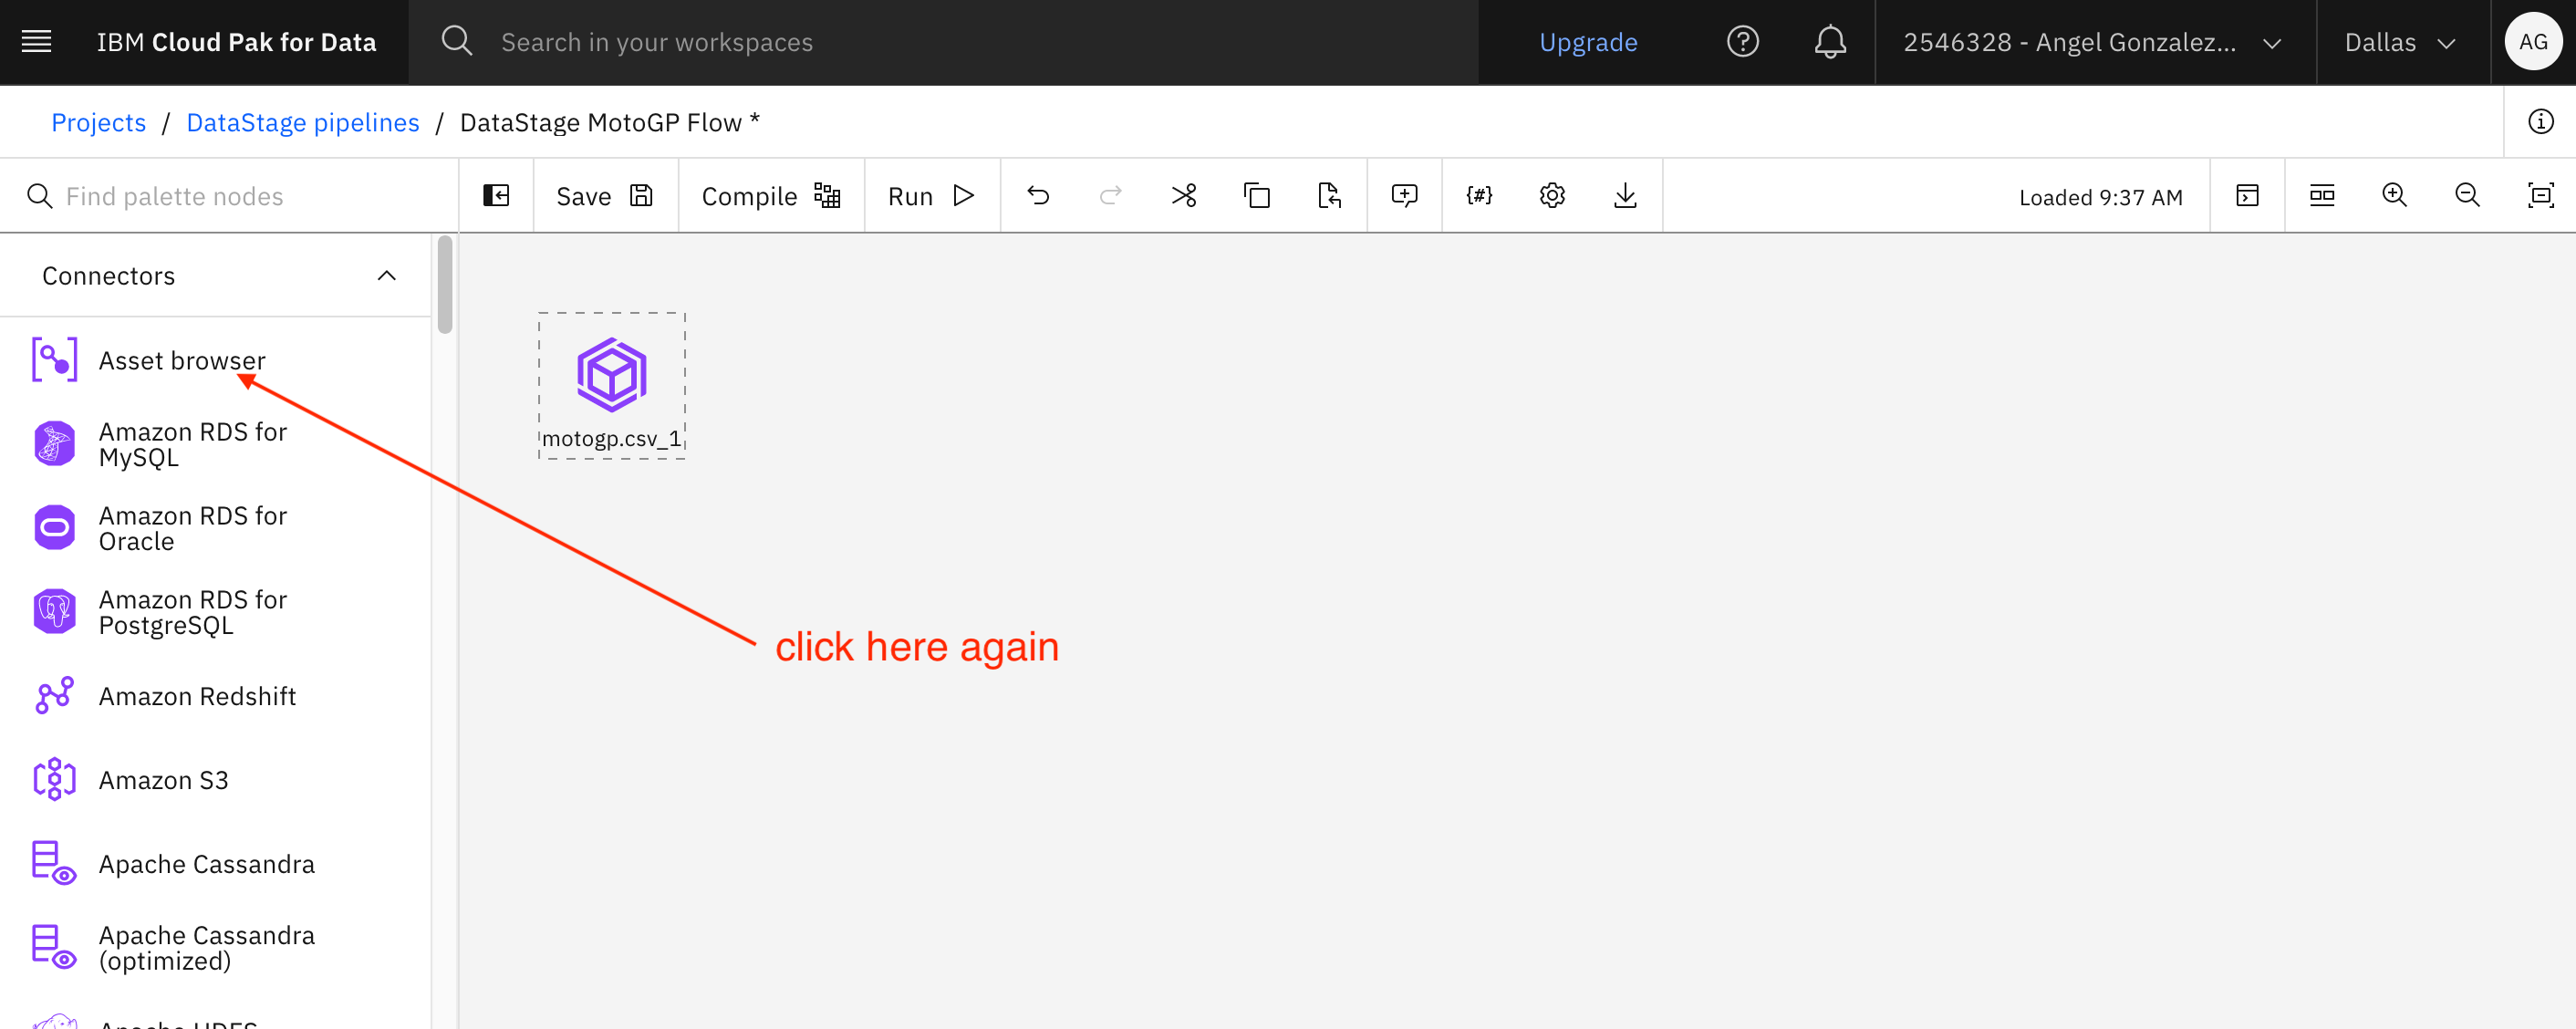 IBM Cloud Pak for Data
Search in your workspaces
Upgrade
2546328 - Angel Gonzalez...
Dallas
AG
Projects / DataStage pipelines / DataStage MotoGP Flow *
Find palette nodes
Save
Compile
Run
{#}
Loaded 9:37 AM
Connectors
Asset browser
Amazon RDS for
MySQL
Amazon RDS for
Oracle
Amazon RDS for
PostgreSQL
Amazon Redshift
Amazon S3
Apache Cassandra
Apache Cassandra
(optimized)
Apache HDFS
motogp.csv_1
click here again